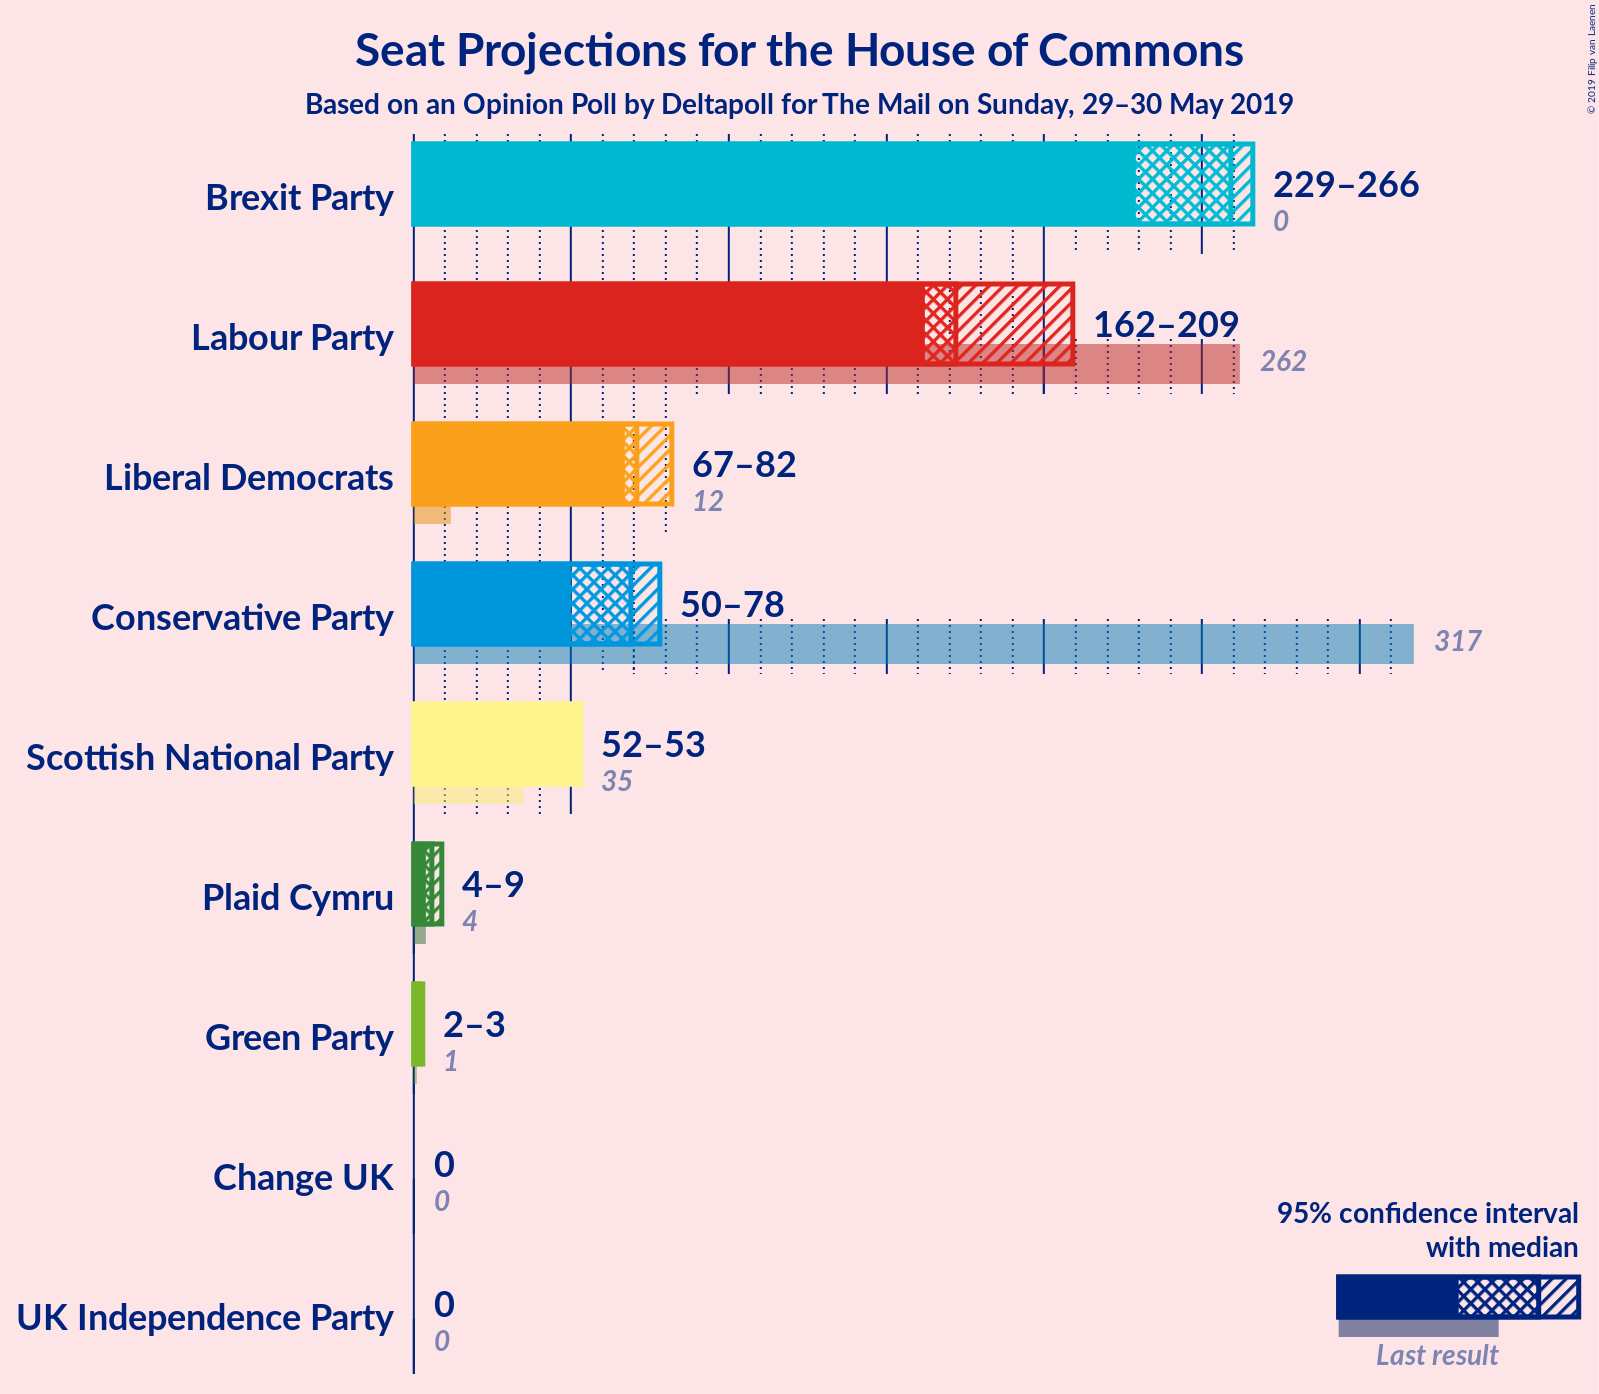 Seat Projections for the House of Commons
Based on an Opinion Poll by Deltapoll for The Mail on Sunday, 29–30 May 2019
© 2019 Filip van Laenen
Brexit Party
229–266
0
Labour Party
162–209
262
Liberal Democrats
67–82
12
Conservative Party
50–78
317
Scottish National Party
52–53
35
Plaid Cymru
4–9
4
Green Party
2–3
1
Change UK
0
0
UK Independence Party
0
0
95% confidence interval
with median
Last result